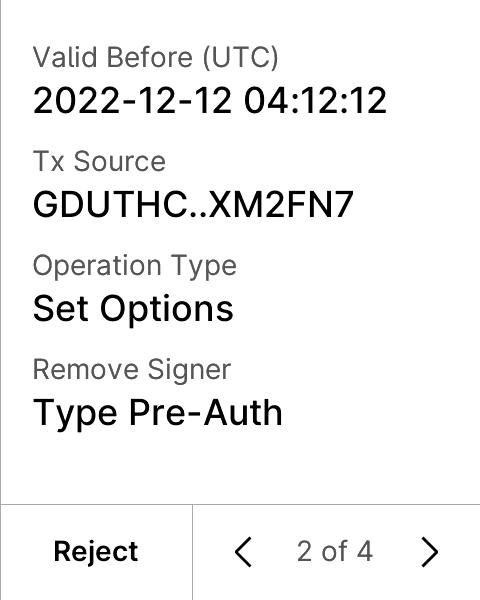 Valid Before (UTC)
2022-12-12 04:12:12
Tx Source
GDUTHC..XM2FN7
Operation Type
Set Options
Remove Signer
Type Pre-Auth
Reject
2 of 4